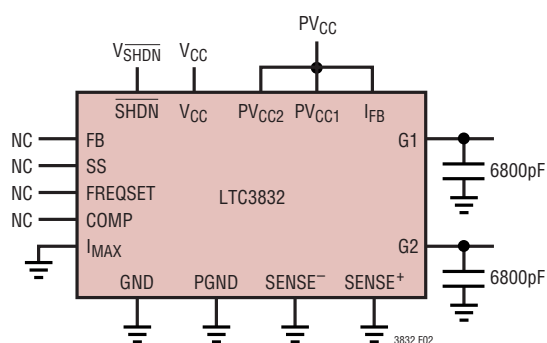 PVCC
VSHDN VCC
SHDN VCC PVCC2 PVCC1 IFB
NC FB G1
NC SS 6800pF
NC FREQSET LTC3832
NC COMP
IMAX G2
GND PGND SENSE– SENSE+ 6800pF
3832 F02